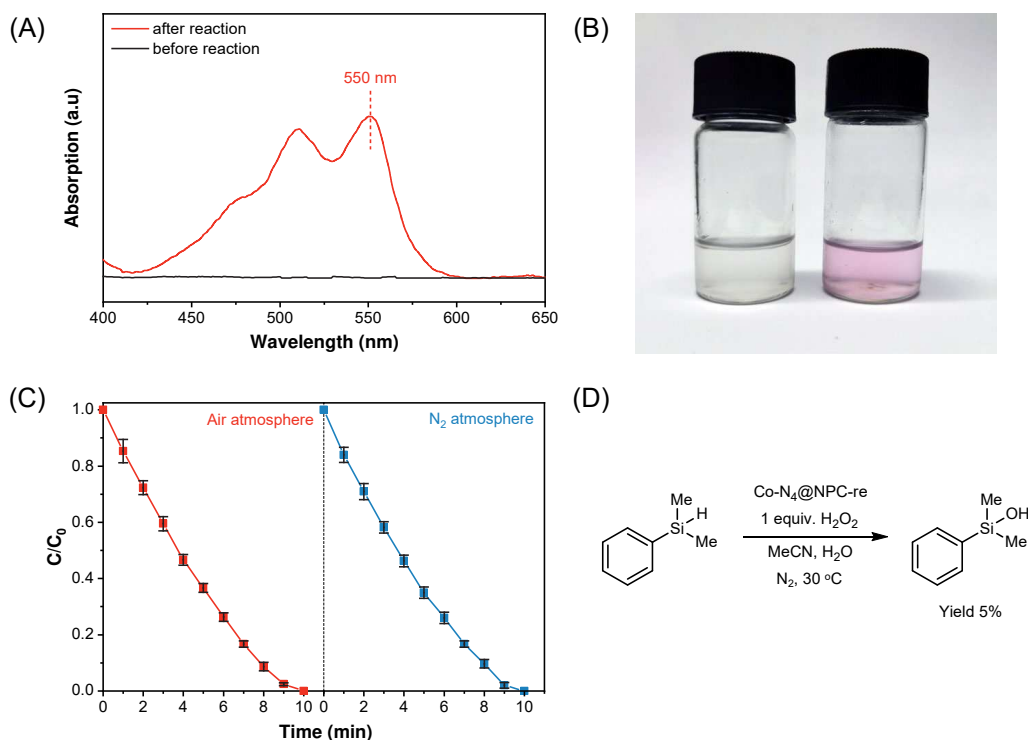 (A)
after reaction
before reaction
550 nm
Absorption (a.u)
400 450 500 550 600 650
Wavelength (nm)
(B)
(C)
Air atmosphere
N₂ atmosphere
C/C₀
1.0
0.8
0.6
0.4
0.2
0.0
0 2 4 6 8 10 0 2 4 6 8 10
Time (min)
(D)
Me
Si
H
Me
Co-N₄@NPC-re
1 equiv. H₂O₂
MeCN, H₂O
N₂, 30 °C
Me
Si
OH
Me
Yield 5%